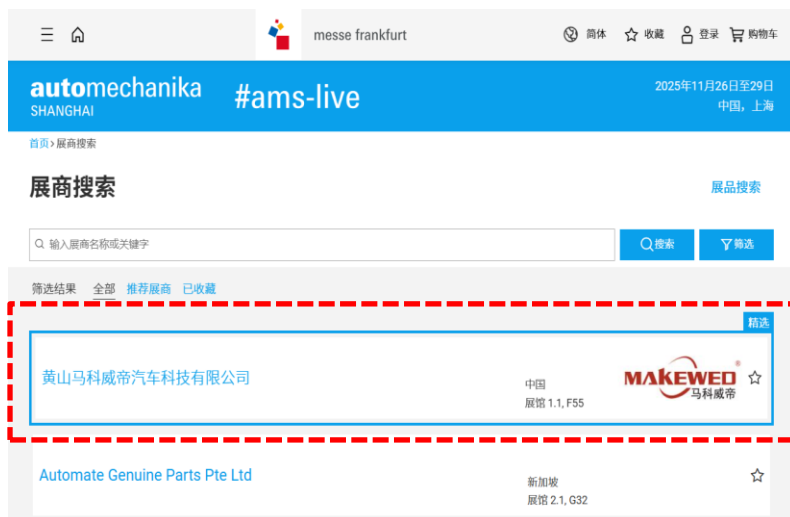 messe frankfurt
简体
收藏
登录
购物车
automechanika
SHANGHAI
#ams-live
2025年11月26日至29日
中国，上海
首页›展商搜索
展商搜索
展品搜索
输入展商名称或关键字
搜索
筛选
筛选结果 全部 推荐展商 已收藏
精选
黄山马科威帝汽车科技有限公司
中国
展馆 1.1, F55
MAKEWED
马科威帝
Automate Genuine Parts Pte Ltd
新加坡
展馆 2.1, G32